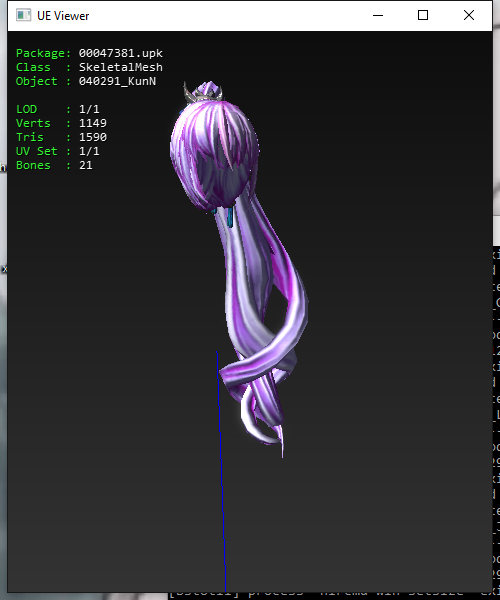 UE Viewer
Package: 00047381.upk
Class : SkeletalMesh
Object : 040291_KunN
LOD : 1/1
Verts : 1149
Tris : 1590
UV Set : 1/1
Bones : 21